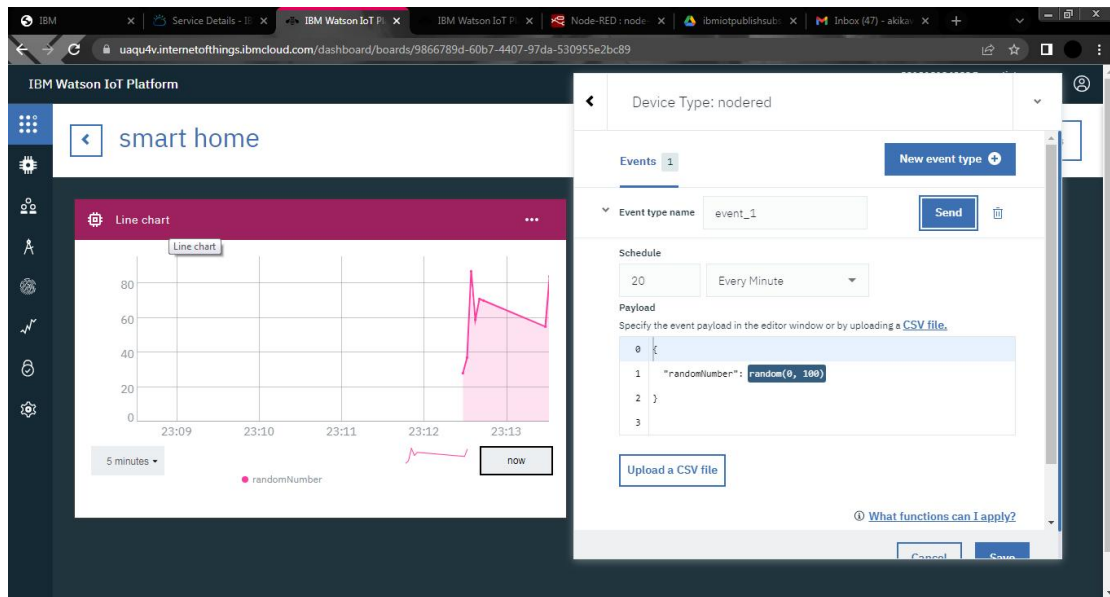 IBM
Service Details - IB
IBM Watson IoT Pl
IBM Watson IoT Pl
Node-RED : node-
ibmiotpublishsubs
Inbox (47) - akikav
uaqu4v.internetofthings.ibmcloud.com/dashboard/boards/9866789d-60b7-4407-97da-530955e2bc89
IBM Watson IoT Platform
smart home
Line chart
Line chart
80
60
40
20
0
23:09 23:10 23:11 23:12 23:13
5 minutes
now
randomNumber
Device Type: nodered
Events 1
New event type
Event type name
event_1
Send
Schedule
20
Every Minute
Payload
Specify the event payload in the editor window or by uploading a CSV file.
0 {
1 "randomNumber": random(0, 100)
2 }
3
Upload a CSV file
What functions can I apply?
Cancel
Save